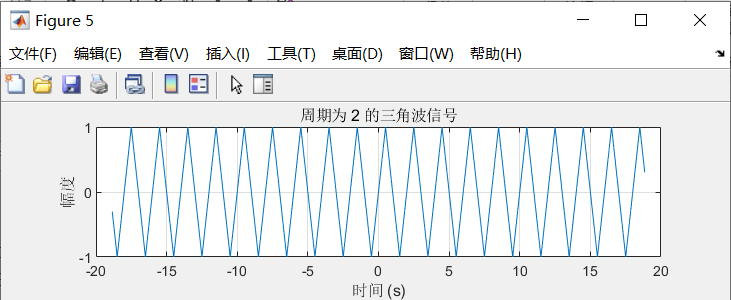 Figure 5
文件(F) 编辑(E) 查看(V) 插入(I) 工具(T) 桌面(D) 窗口(W) 帮助(H)
周期为 2 的三角波信号
1
0
-1
幅度
-20 -15 -10 -5 0 5 10 15 20
时间 (s)